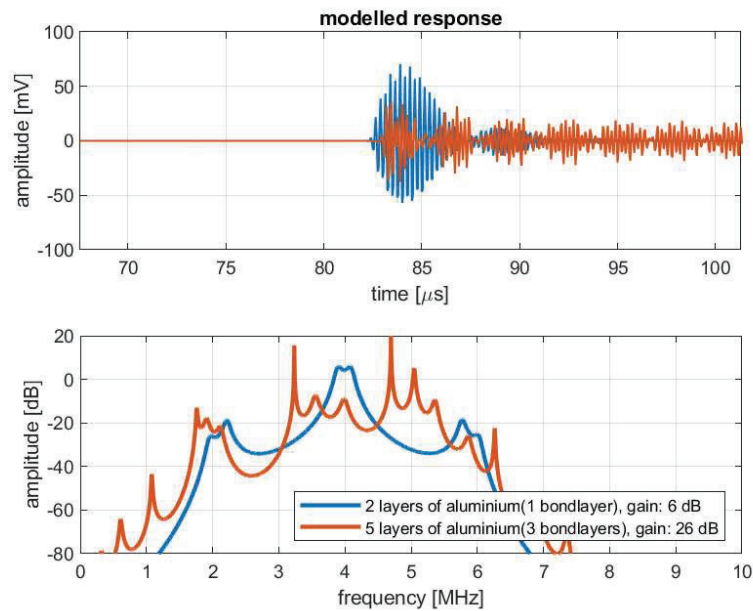 modelled response
amplitude [mV]
100
50
0
-50
-100
70 75 80 85 90 95 100
time [μs]
amplitude [dB]
20
0
-20
-40
-60
-80
2 layers of aluminium(1 bondlayer), gain: 6 dB
5 layers of aluminium(3 bondlayers), gain: 26 dB
0 1 2 3 4 5 6 7 8 9 10
frequency [MHz]